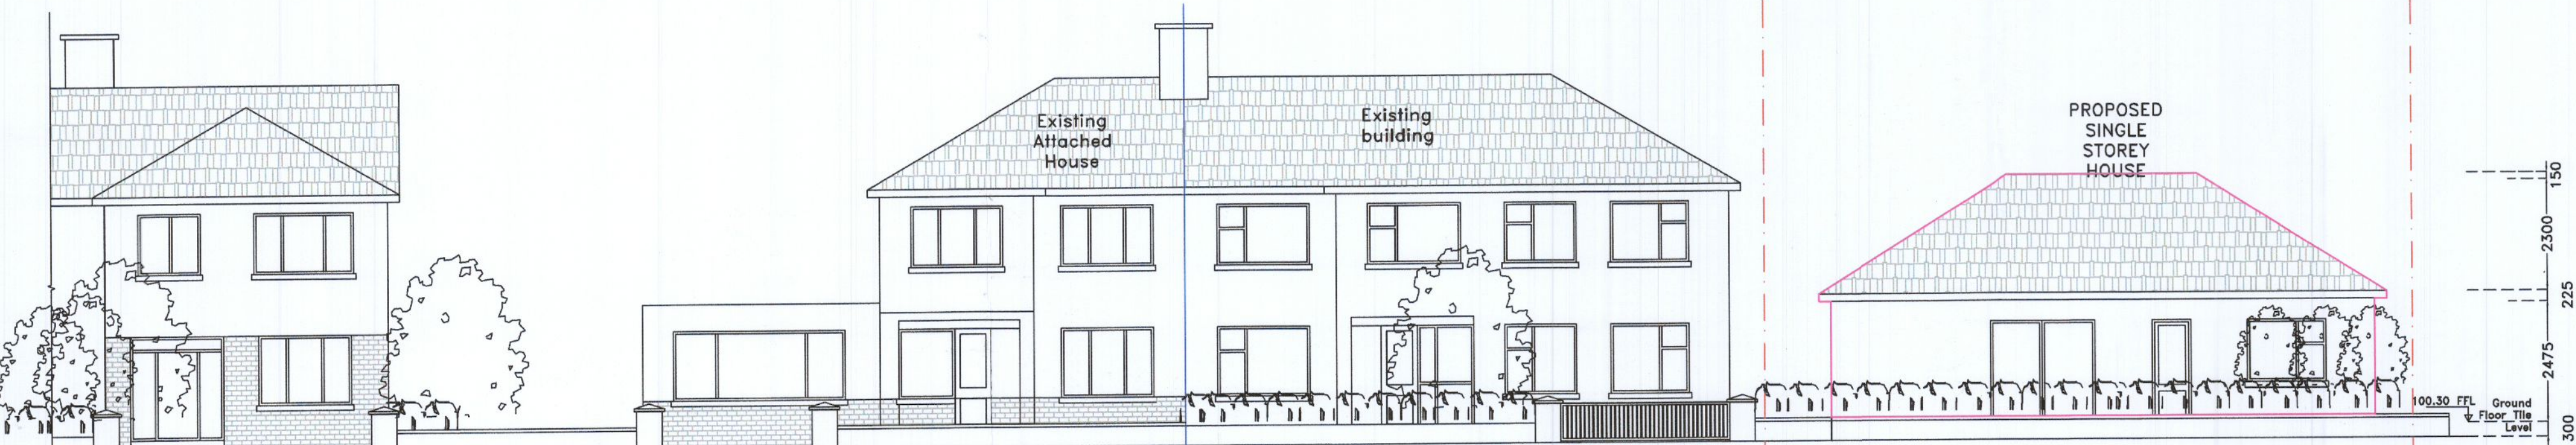 Existing
Attached
House
Existing
building
PROPOSED
SINGLE
STOREY
HOUSE
150
2300
225
2475
100.30 FFL
Ground
Floor Tile
Level